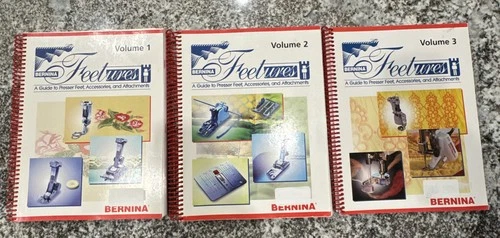 Volume 1
BERNINA
Feetures
A Guide to Presser Feet, Accessories, and Attachments
BERNINA
Volume 2
BERNINA
Feetures
A Guide to Presser Feet, Accessories, and Attachments
BERNINA
Volume 3
BERNINA
Feetures
A Guide to Presser Feet, Accessories, and Attachments
BERNINA